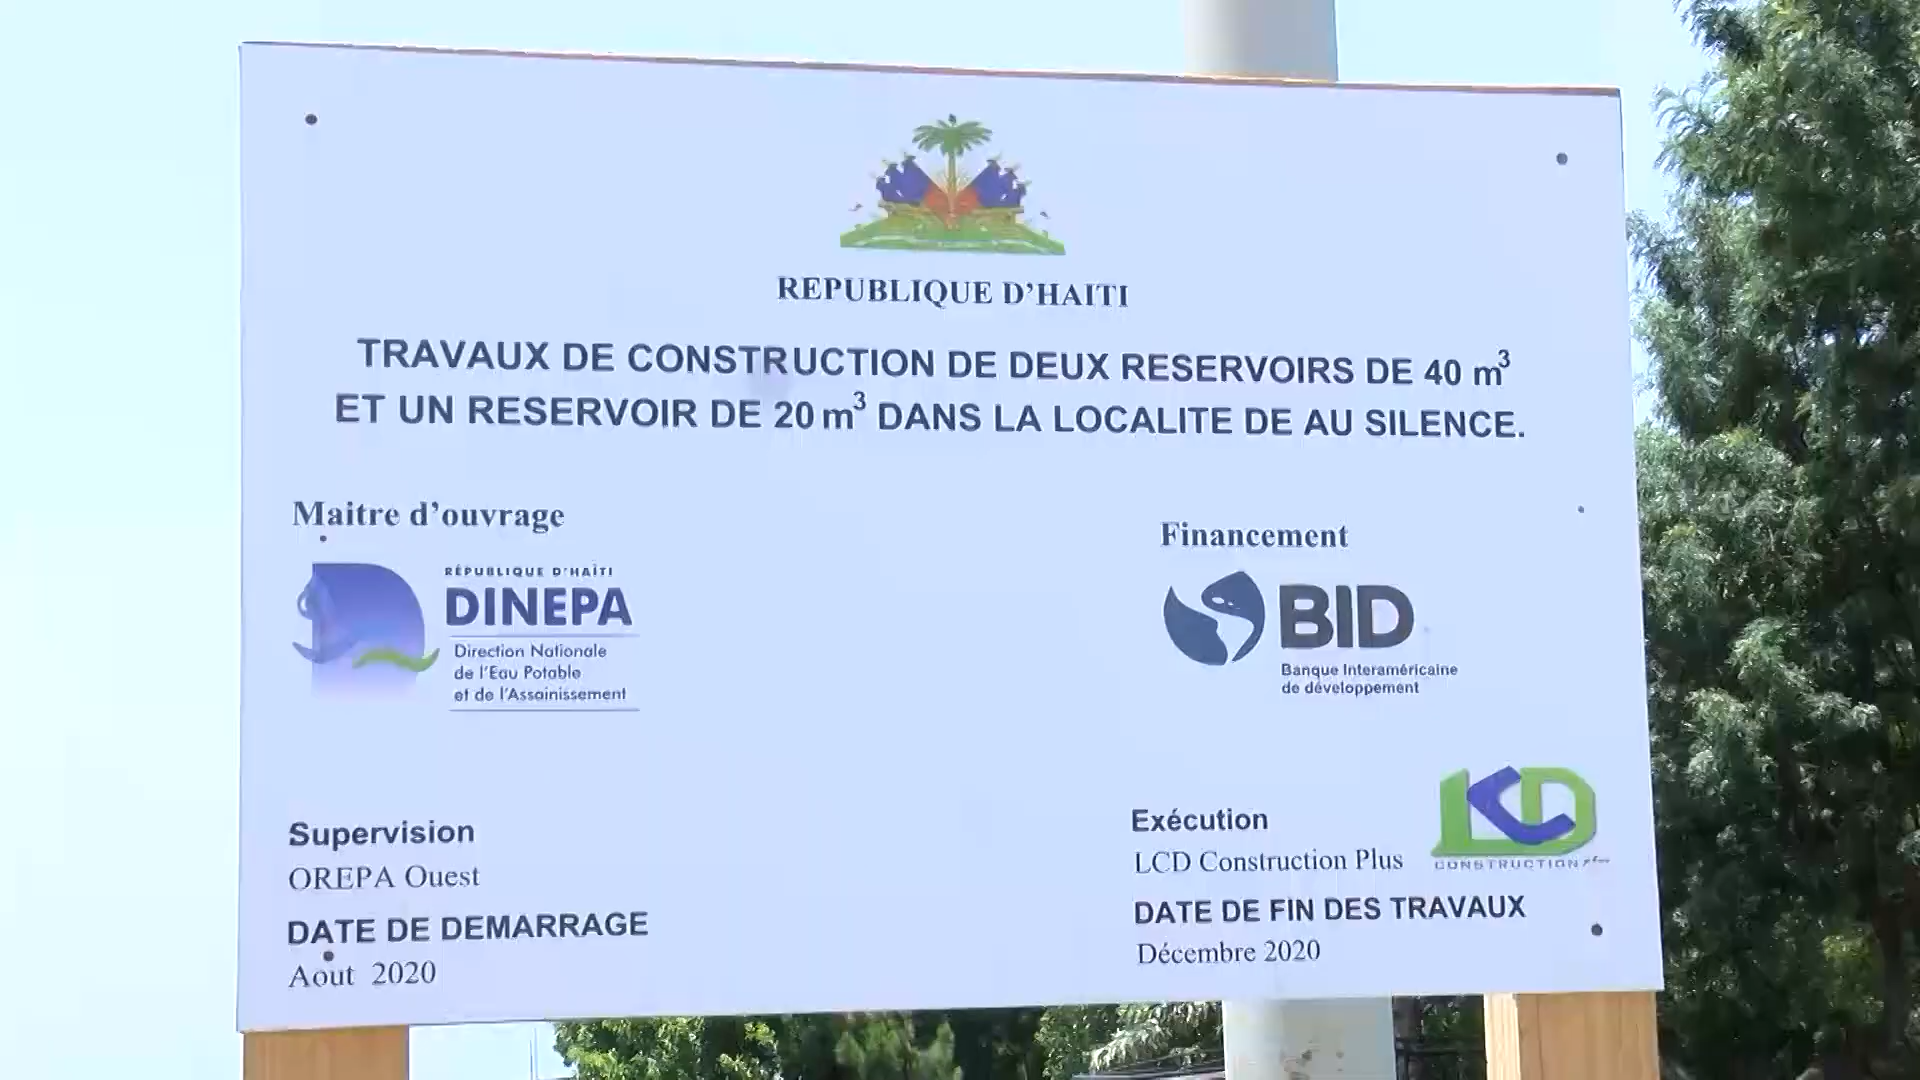 REPUBLIQUE D'HAITI
TRAVAUX DE CONSTRUCTION DE DEUX RESERVOIRS DE 40 m³
ET UN RESERVOIR DE 20 m³ DANS LA LOCALITE DE AU SILENCE.
Maitre d'ouvrage
RÉPUBLIQUE D'HAÏTI
DINEPA
Direction Nationale
de l'Eau Potable
et de l'Assainissement
Financement
BID
Banque Interaméricaine
de développement
Supervision
OREPA Ouest
DATE DE DEMARRAGE
Aout 2020
Exécution
LCD Construction Plus
LCD
CONSTRUCTION Plus
DATE DE FIN DES TRAVAUX
Décembre 2020